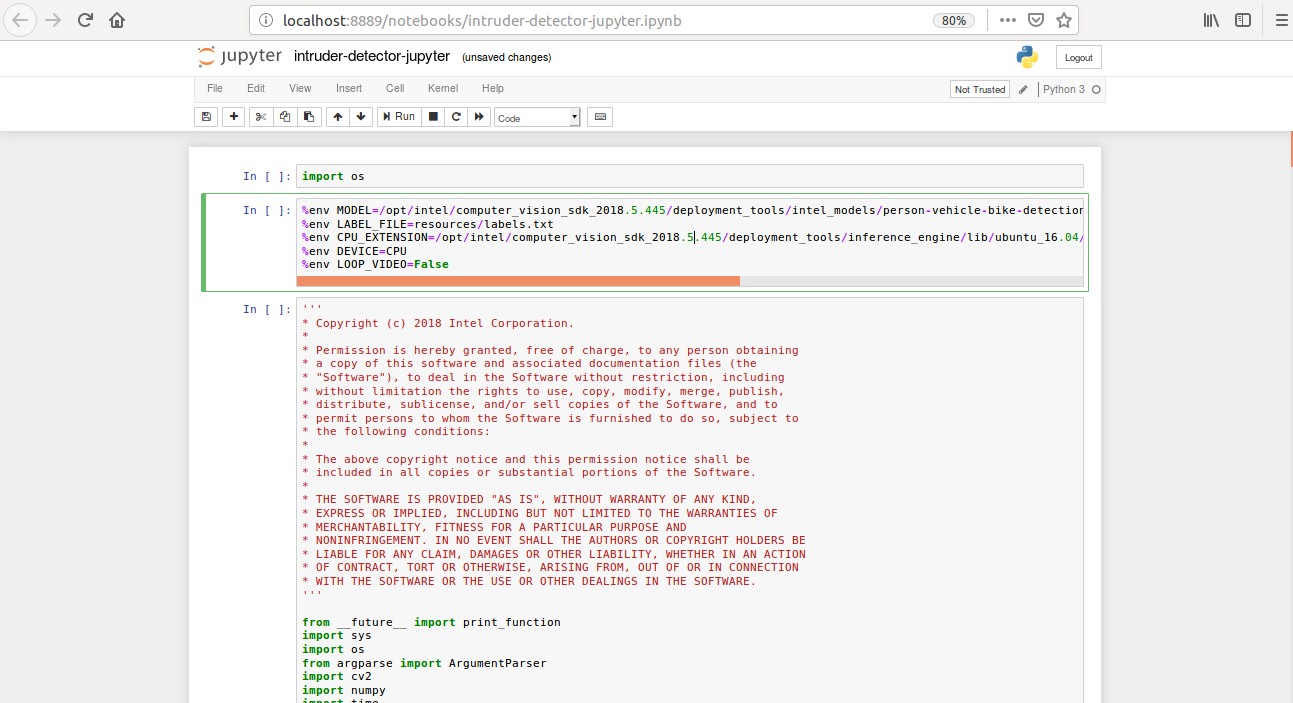 localhost:8889/notebooks/intruder-detector-jupyter.ipynb 80%
jupyter intruder-detector-jupyter (unsaved changes) Logout
File Edit View Insert Cell Kernel Help Not Trusted Python 3
Run Code
In [ ]: import os
In [ ]: %env MODEL=/opt/intel/computer_vision_sdk_2018.5.445/deployment_tools/intel_models/person-vehicle-bike-detection
%env LABEL_FILE=resources/labels.txt
%env CPU_EXTENSION=/opt/intel/computer_vision_sdk_2018.5.445/deployment_tools/inference_engine/lib/ubuntu_16.04/
%env DEVICE=CPU
%env LOOP_VIDEO=False
In [ ]: '''
* Copyright (c) 2018 Intel Corporation.
*
* Permission is hereby granted, free of charge, to any person obtaining
* a copy of this software and associated documentation files (the
* "Software"), to deal in the Software without restriction, including
* without limitation the rights to use, copy, modify, merge, publish,
* distribute, sublicense, and/or sell copies of the Software, and to
* permit persons to whom the Software is furnished to do so, subject to
* the following conditions:
*
* The above copyright notice and this permission notice shall be
* included in all copies or substantial portions of the Software.
*
* THE SOFTWARE IS PROVIDED "AS IS", WITHOUT WARRANTY OF ANY KIND,
* EXPRESS OR IMPLIED, INCLUDING BUT NOT LIMITED TO THE WARRANTIES OF
* MERCHANTABILITY, FITNESS FOR A PARTICULAR PURPOSE AND
* NONINFRINGEMENT. IN NO EVENT SHALL THE AUTHORS OR COPYRIGHT HOLDERS BE
* LIABLE FOR ANY CLAIM, DAMAGES OR OTHER LIABILITY, WHETHER IN AN ACTION
* OF CONTRACT, TORT OR OTHERWISE, ARISING FROM, OUT OF OR IN CONNECTION
* WITH THE SOFTWARE OR THE USE OR OTHER DEALINGS IN THE SOFTWARE.
'''
from __future__ import print_function
import sys
import os
from argparse import ArgumentParser
import cv2
import numpy
import time